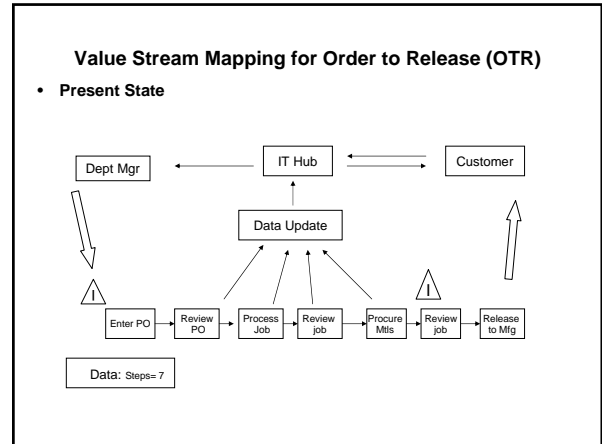 Value Stream Mapping for Order to Release (OTR)
• Present State
Dept Mgr
IT Hub
Customer
Data Update
I
I
Enter PO
Review
PO
Process
Job
Review
job
Procure
Mtls
Review
job
Release
to Mfg
Data: Steps= 7